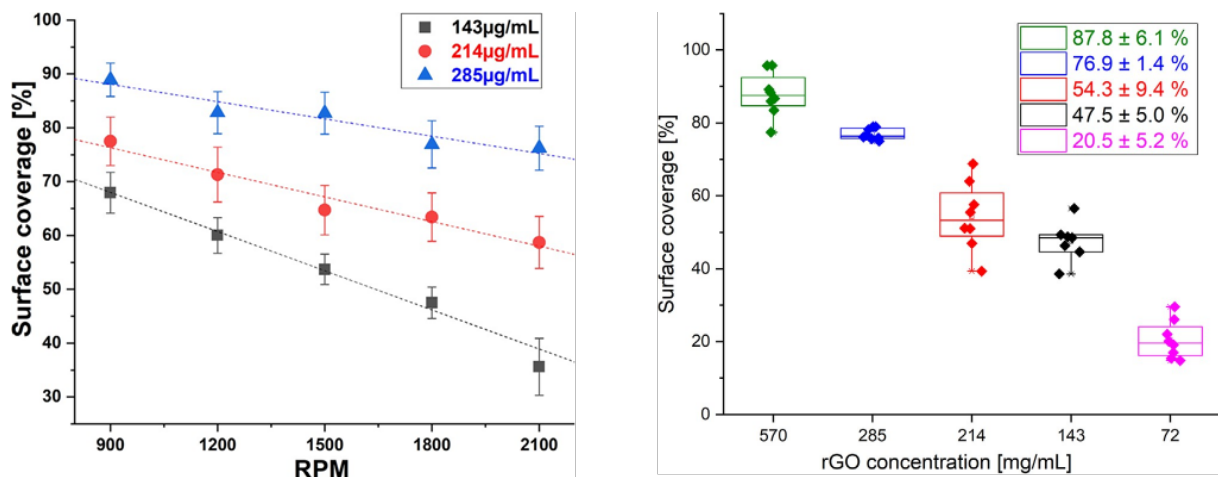 Surface coverage [%]
100
90
80
70
60
50
40
30
143µg/mL
214µg/mL
285µg/mL
900
1200
1500
1800
2100
RPM
Surface coverage [%]
100
80
60
40
20
0
87.8 ± 6.1 %
76.9 ± 1.4 %
54.3 ± 9.4 %
47.5 ± 5.0 %
20.5 ± 5.2 %
570
285
214
143
72
rGO concentration [mg/mL]